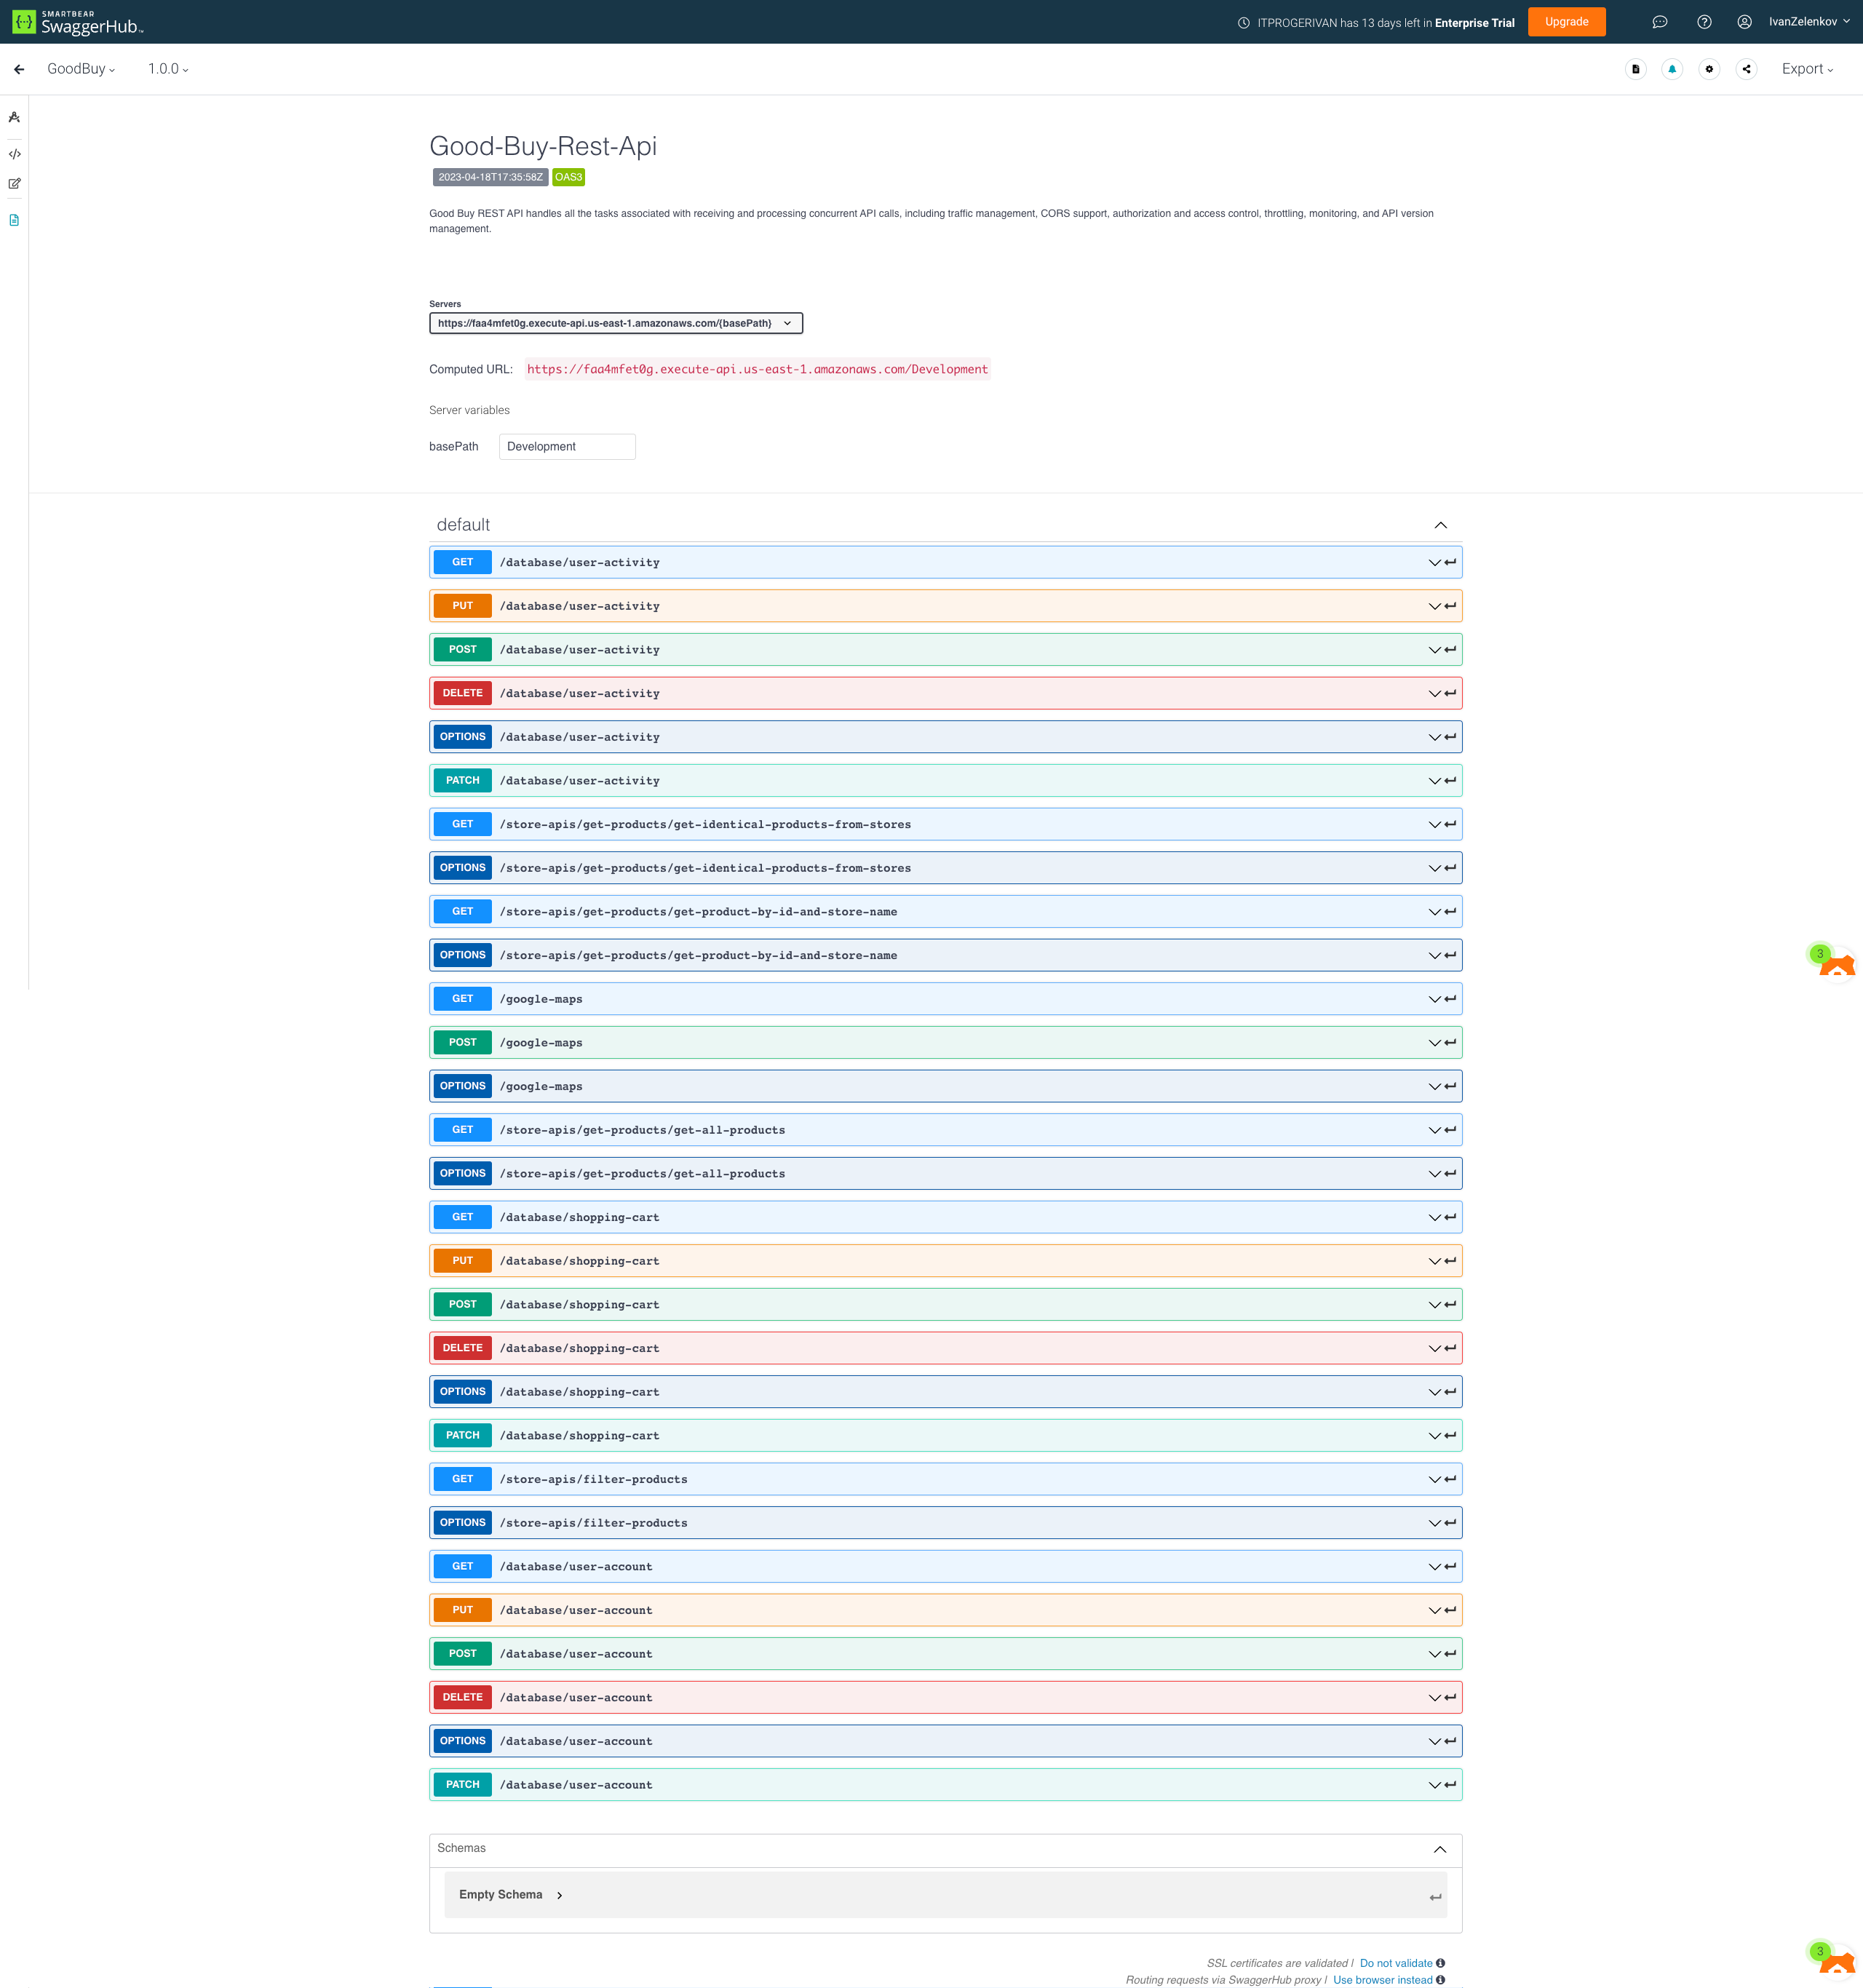 SMARTBEAR
SwaggerHub™
ITPROGERIVAN has 13 days left in Enterprise Trial
Upgrade
IvanZelenkov
GoodBuy
1.0.0
Export
Good-Buy-Rest-Api
2023-04-18T17:35:58Z OAS3
Good Buy REST API handles all the tasks associated with receiving and processing concurrent API calls, including traffic management, CORS support, authorization and access control, throttling, monitoring, and API version
management.
Servers
https://faa4mfet0g.execute-api.us-east-1.amazonaws.com/{basePath}
Computed URL: https://faa4mfet0g.execute-api.us-east-1.amazonaws.com/Development
Server variables
basePath Development
default
GET /database/user-activity
PUT /database/user-activity
POST /database/user-activity
DELETE /database/user-activity
OPTIONS /database/user-activity
PATCH /database/user-activity
GET /store-apis/get-products/get-identical-products-from-stores
OPTIONS /store-apis/get-products/get-identical-products-from-stores
GET /store-apis/get-products/get-product-by-id-and-store-name
OPTIONS /store-apis/get-products/get-product-by-id-and-store-name
3
GET /google-maps
POST /google-maps
OPTIONS /google-maps
GET /store-apis/get-products/get-all-products
OPTIONS /store-apis/get-products/get-all-products
GET /database/shopping-cart
PUT /database/shopping-cart
POST /database/shopping-cart
DELETE /database/shopping-cart
OPTIONS /database/shopping-cart
PATCH /database/shopping-cart
GET /store-apis/filter-products
OPTIONS /store-apis/filter-products
GET /database/user-account
PUT /database/user-account
POST /database/user-account
DELETE /database/user-account
OPTIONS /database/user-account
PATCH /database/user-account
Schemas
Empty Schema
3
SSL certificates are validated | Do not validate
Routing requests via SwaggerHub proxy | Use browser instead